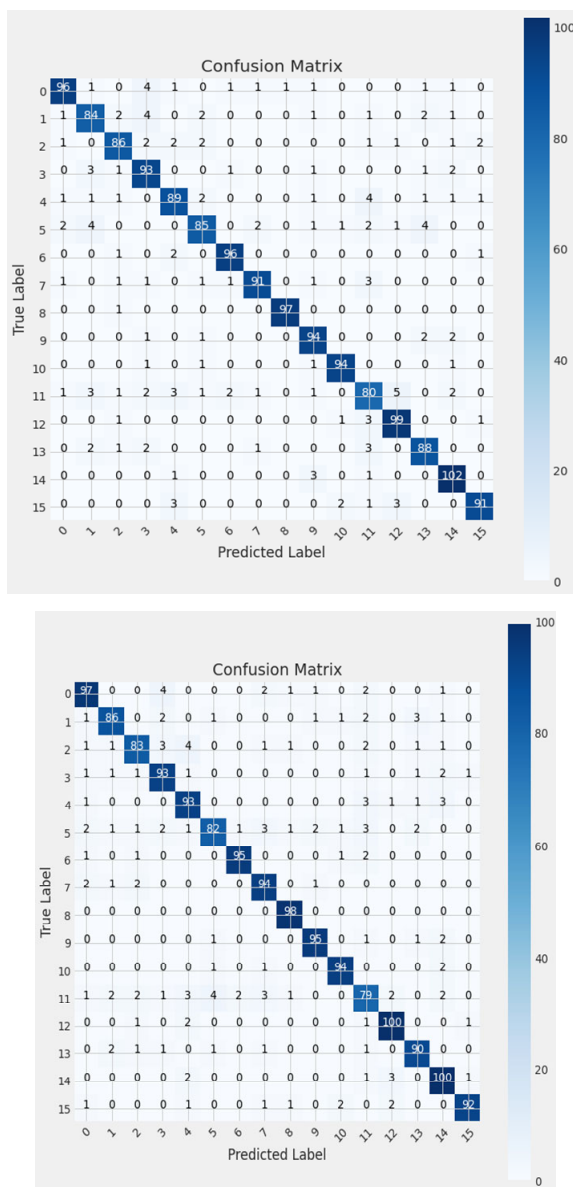 Confusion Matrix
0 96 1 0 4 1 0 1 1 1 1 0 0 0 1 1 0
1 1 84 2 4 0 2 0 0 0 1 0 0 0 2 1 0
2 1 0 86 2 2 2 0 0 0 1 0 1 1 0 1 2
3 0 3 1 93 0 0 1 0 0 1 0 0 0 1 2 0
4 1 1 1 0 89 2 0 0 0 1 0 4 0 1 1 1
5 2 4 0 0 0 85 0 2 0 1 1 2 1 4 0 0
6 0 0 1 0 2 0 96 0 0 0 0 0 0 0 0 1
7 1 0 1 1 0 1 1 91 0 1 0 3 0 0 0 0
8 0 0 1 0 0 0 0 0 97 0 0 0 0 0 0 0
9 0 0 0 1 0 1 0 0 0 94 0 0 0 2 2 0
10 0 0 0 1 0 1 0 0 0 1 94 0 0 0 1 0
11 1 3 1 2 3 1 2 1 0 1 0 80 5 0 2 0
12 0 0 1 0 0 0 0 0 0 0 1 3 99 0 0 1
13 0 2 1 2 0 0 0 1 0 0 0 3 0 88 0 0
14 0 0 0 0 1 0 0 0 0 3 0 1 0 0 102 0
15 0 0 0 0 3 0 0 0 0 0 2 1 3 0 0 91
0 1 2 3 4 5 6 7 8 9 10 11 12 13 14 15
Predicted Label
True Label
100
80
60
40
20
0
Confusion Matrix
0 97 0 0 4 0 0 0 2 1 1 0 2 0 0 1 0
1 1 86 0 2 0 1 0 0 0 1 1 2 0 3 1 0
2 1 1 83 3 4 0 0 1 1 0 0 2 0 1 1 0
3 1 1 1 93 1 0 0 0 0 0 0 1 0 1 2 1
4 1 0 0 0 93 0 0 0 0 0 0 3 1 1 3 0
5 2 1 1 2 1 82 1 3 1 2 1 3 0 2 0 0
6 1 0 1 0 0 0 95 0 0 0 1 2 0 0 0 0
7 2 1 2 0 0 0 0 94 0 1 0 0 0 0 0 0
8 0 0 0 0 0 0 0 0 98 0 0 0 0 0 0 0
9 0 0 0 0 0 1 0 0 0 95 0 1 0 1 2 0
10 0 0 0 0 0 1 0 1 0 0 94 0 0 0 2 0
11 1 2 2 1 3 4 2 3 1 0 0 79 2 0 2 0
12 0 0 1 0 0 0 0 0 0 0 0 1 100 0 0 1
13 0 2 1 1 0 1 0 1 0 0 0 1 0 90 0 0
14 0 0 0 0 2 0 0 0 0 0 0 1 3 0 100 1
15 1 0 0 0 0 0 0 1 1 0 2 0 2 0 0 92
0 1 2 3 4 5 6 7 8 9 10 11 12 13 14 15
Predicted Label
True Label
100
80
60
40
20
0